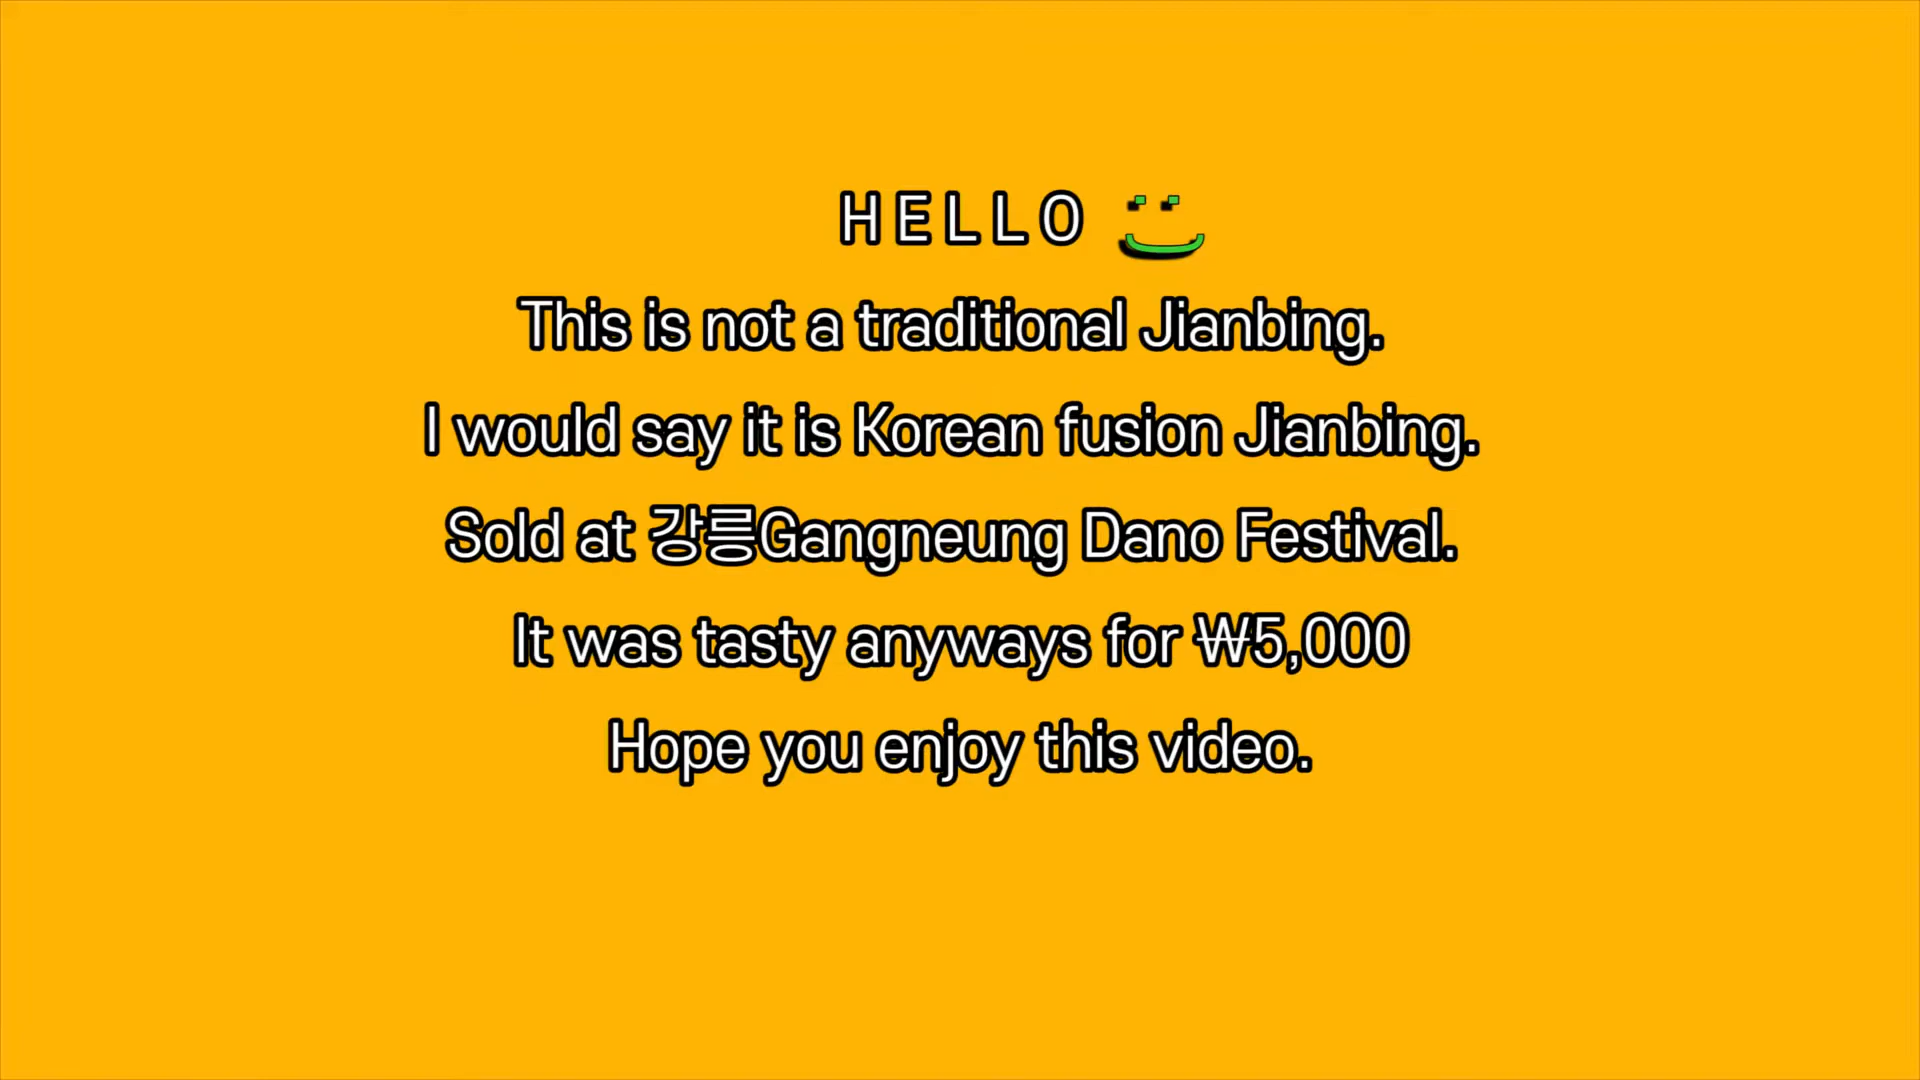 HELLO
This is not a traditional Jianbing.
I would say it is Korean fusion Jianbing.
Sold at 강릉Gangneung Dano Festival.
It was tasty anyways for ₩5,000
Hope you enjoy this video.